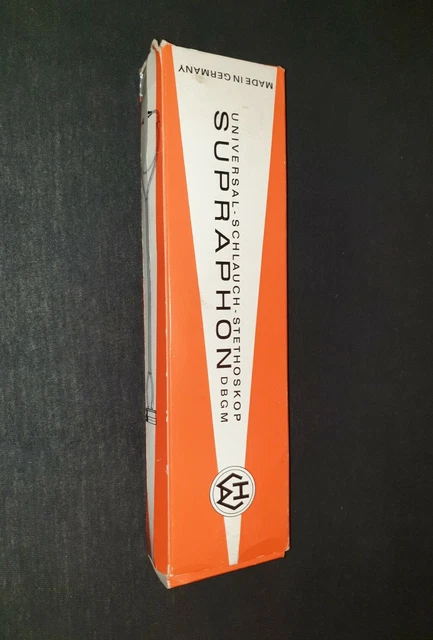 MADE IN GERMANY
UNIVERSAL-SCHLAUCH-STETHOSKOP
SUPRAPHON DBGM